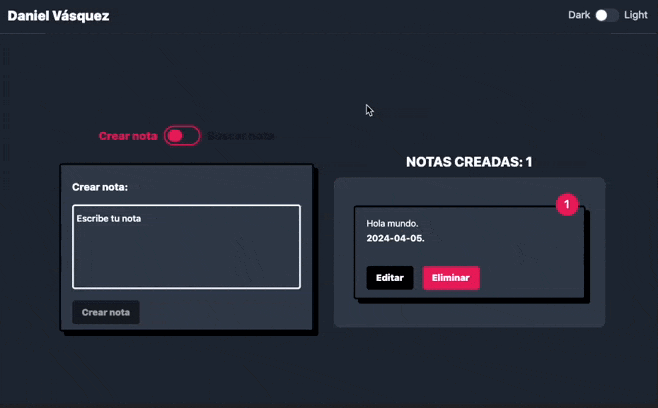 Daniel Vásquez
Dark Light
Crear nota Buscar nota
NOTAS CREADAS: 1
Crear nota:
Escribe tu nota
Crear nota
1
Hola mundo.
2024-04-05.
Editar Eliminar